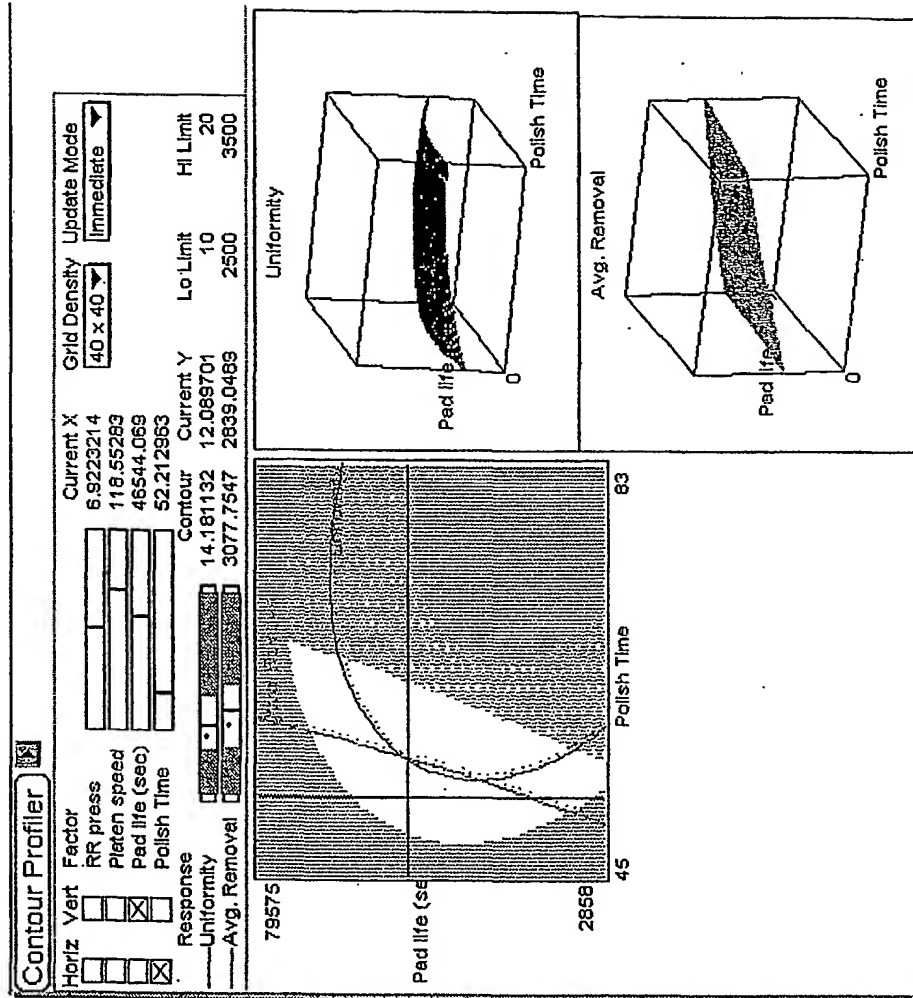 Contour Profiler
Horiz Vert Factor Current X Grid Density Update Mode
RR press 6.9223214 40 x 40 Immediate
Platen speed 118.55283
Pad life (sec) 46544.069
Polish Time 52.212963
Response Contour Current Y Lo Limit Hi Limit
Uniformity 14.181132 12.089701 10 20
Avg. Removal 3077.7547 2839.0489 2500 3500
79575
Pad life (se
2858
45 Polish Time 83
Uniformity
Pad life
0
Polish Time
Avg. Removal
Pad life
0
Polish Time